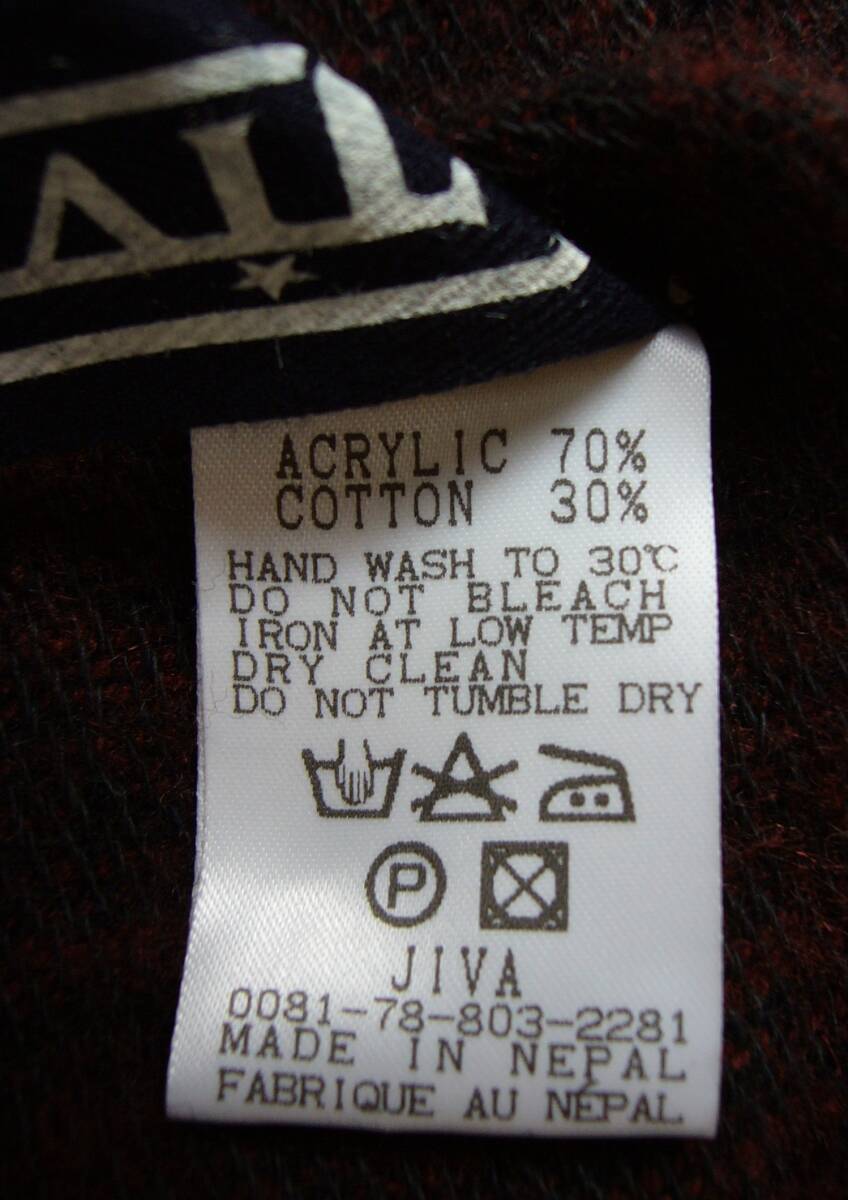 ACRYLIC 70%
COTTON 30%
HAND WASH TO 30℃
DO NOT BLEACH
IRON AT LOW TEMP
DRY CLEAN
DO NOT TUMBLE DRY
P
JIVA
0081-78-803-2281
MADE IN NEPAL
FABRIQUE AU NEPAL